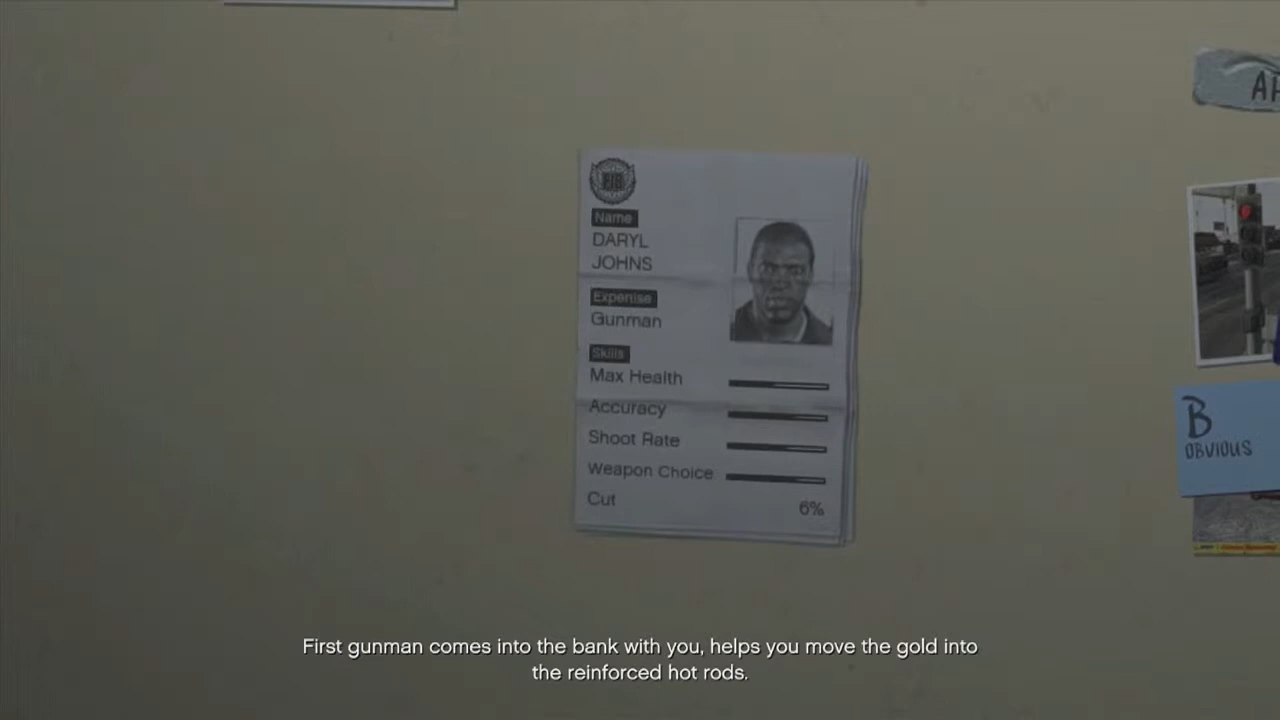 FIB
Name
DARYL
JOHNS
Expertise
Gunman
Skills
Max Health
Accuracy
Shoot Rate
Weapon Choice
Cut 6%
B
OBVIOUS
First gunman comes into the bank with you, helps you move the gold into
the reinforced hot rods.